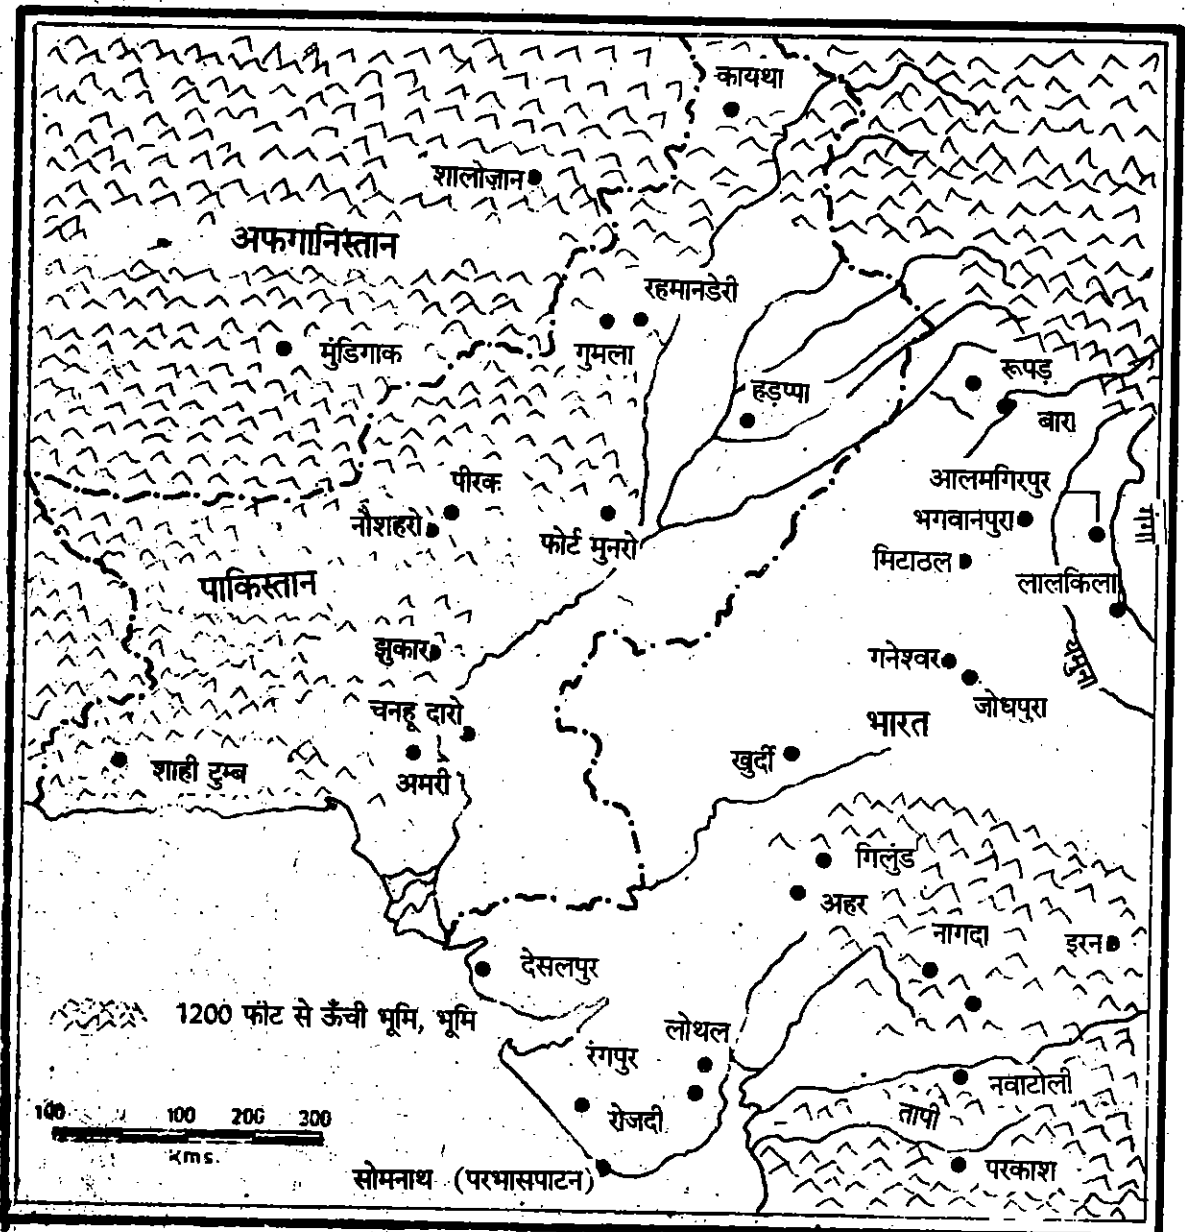 कायथा
शालोज़ान
अफगानिस्तान
रहमानडेरी
मुंडिगाक
गुमला
रूपड़
हड़प्पा
बारा
पीरक
आलमगिरपुर
नौशहरो
फोर्ट मुनरो
भगवानपुरा
गंगा
मिटाठल
पाकिस्तान
लालकिला
झुकार
गनेश्वर
यमुना
चनहू दारो
जोधपुरा
भारत
शाही टुम्ब
अमरी
खुर्दी
गिलुंड
अहर
नागदा
इरन
देसलपुर
1200 फीट से ऊँची भूमि, भूमि
लोथल
रंगपुर
नवाटोली
100 100 200 300
रोजदी
तापी
kms.
सोमनाथ (परभासपाटन)
परकाश